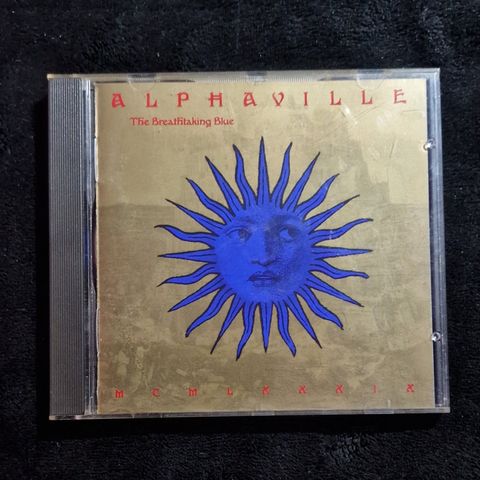 ALPHAVILLE
The Breathtaking Blue
MCMLXXXIX